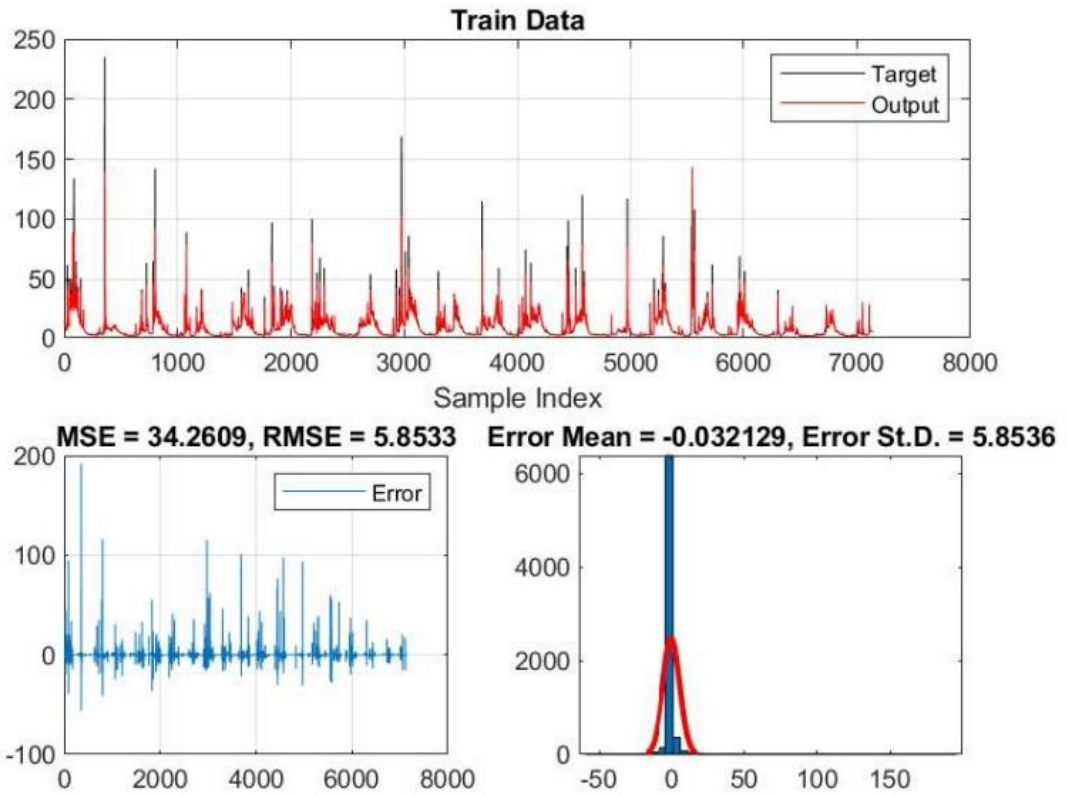 Train Data
250
200
150
100
50
0
Target
Output
0 1000 2000 3000 4000 5000 6000 7000 8000
Sample Index
MSE = 34.2609, RMSE = 5.8533
200
100
0
-100
Error
0 2000 4000 6000 8000
Error Mean = -0.032129, Error St.D. = 5.8536
6000
4000
2000
0
-50 0 50 100 150